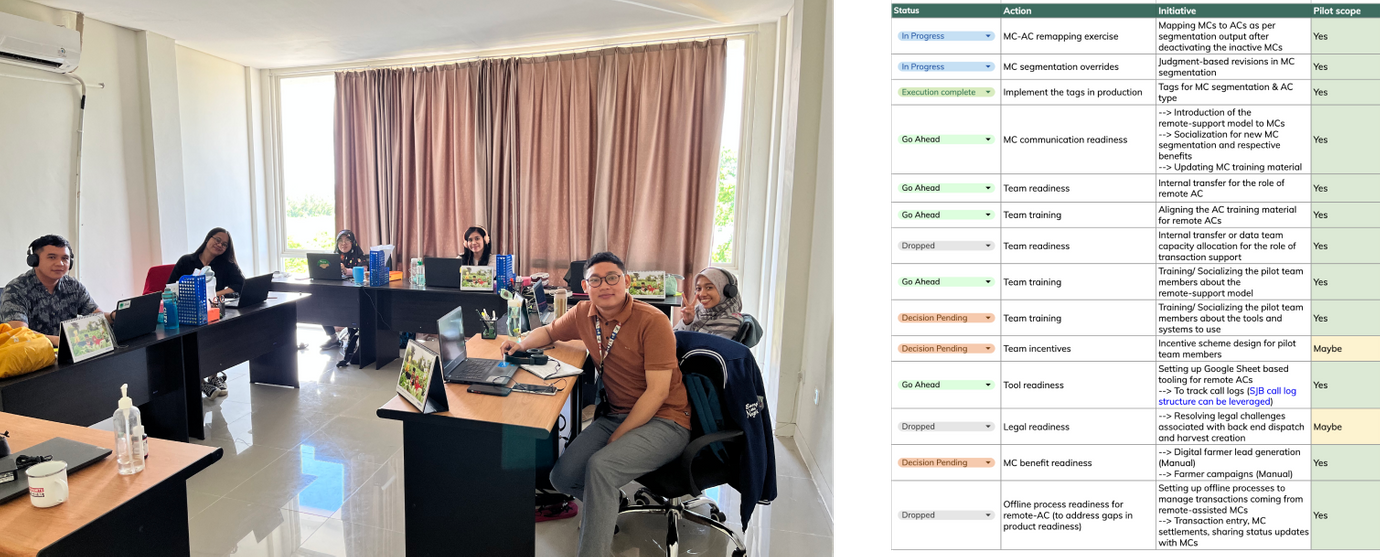 Status Action Initiative Pilot scope
In Progress MC-AC remapping exercise Mapping MCs to ACs as per
segmentation output after
deactivating the inactive MCs Yes
In Progress MC segmentation overrides Judgment-based revisions in MC
segmentation Yes
Execution complete Implement the tags in production Tags for MC segmentation & AC
type Yes
Go Ahead MC communication readiness --> Introduction of the
remote-support model to MCs
--> Socialization for new MC
segmentation and respective
benefits
--> Updating MC training material Yes
Go Ahead Team readiness Internal transfer for the role of
remote AC Yes
Go Ahead Team training Aligning the AC training material
for remote ACs Yes
Dropped Team readiness Internal transfer or data team
capacity allocation for the role of
transaction support Yes
Go Ahead Team training Training/ Socializing the pilot team
members about the
remote-support model Yes
Decision Pending Team training Training/ Socializing the pilot team
members about the tools and
systems to use Yes
Decision Pending Team incentives Incentive scheme design for pilot
team members Maybe
Go Ahead Tool readiness Setting up Google Sheet based
tooling for remote ACs
--> To track call logs (SJB call log
structure can be leveraged) Yes
Dropped Legal readiness --> Resolving legal challenges
associated with back end dispatch
and harvest creation Maybe
Decision Pending MC benefit readiness --> Digital farmer lead generation
(Manual)
--> Farmer campaigns (Manual) Yes
Dropped Offline process readiness for
remote-AC (to address gaps in
product readiness) Setting up offline processes to
manage transactions coming from
remote-assisted MCs
--> Transaction entry, MC
settlements, sharing status updates
with MCs Yes